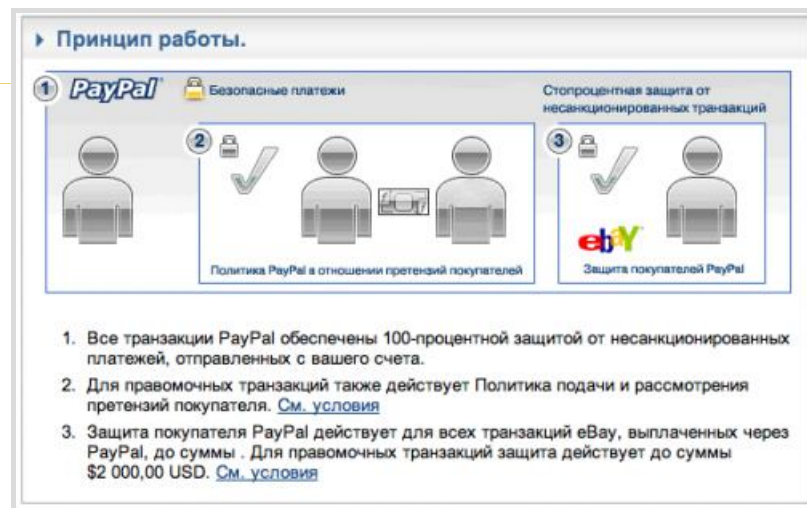 Принцип работы.
1 PayPal Безопасные платежи
Стопроцентная защита от
несанкционированных транзакций
2
3
ebY
Политика PayPal в отношении претензий покупателей
Защита покупателей PayPal
1. Все транзакции PayPal обеспечены 100-процентной защитой от несанкционированных
платежей, отправленных с вашего счета.
2. Для правомочных транзакций также действует Политика подачи и рассмотрения
претензий покупателя. См. условия
3. Защита покупателя PayPal действует для всех транзакций eBay, выплаченных через
PayPal, до суммы . Для правомочных транзакций защита действует до суммы
$2 000,00 USD. См. условия